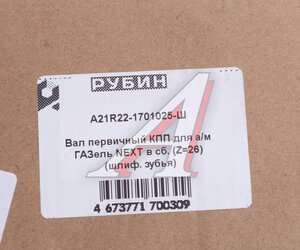 РУБИН
A21R22-1701025-Ш
Вал первичный КПП для а/м
ГАЗель NEXT в сб. (Z=26)
(шлиф. зубья)
4 673771 700309